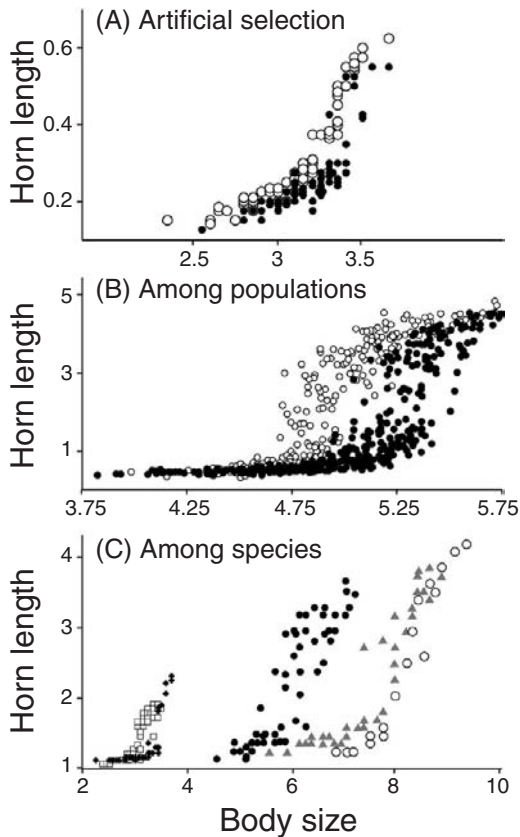 (A) Artificial selection
0.6
0.4
0.2
Horn length
2.5 3 3.5
(B) Among populations
5
3
1
Horn length
3.75 4.25 4.75 5.25 5.75
(C) Among species
4
3
2
1
Horn length
2 4 6 8 10
Body size